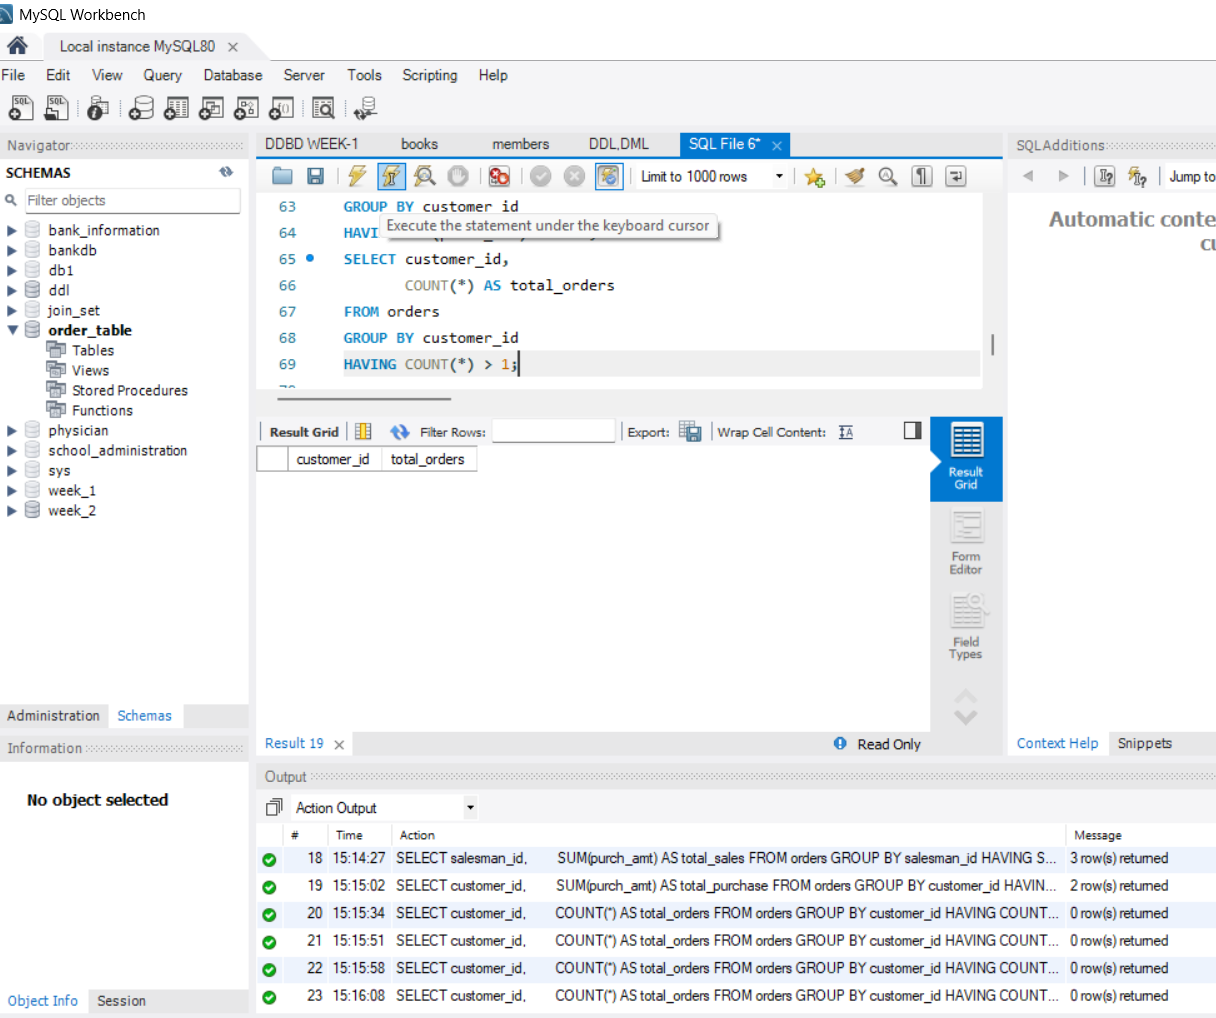 MySQL Workbench
Local instance MySQL80
File Edit View Query Database Server Tools Scripting Help
Navigator
SCHEMAS
Filter objects
bank_information
bankdb
db1
ddl
join_set
order_table
Tables
Views
Stored Procedures
Functions
physician
school_administration
sys
week_1
week_2
Administration Schemas
Information
No object selected
Object Info Session
DDBD WEEK-1 books members DDL,DML SQL File 6*
Limit to 1000 rows
63 GROUP BY customer_id
Execute the statement under the keyboard cursor
64 HAVI
65 SELECT customer_id,
66 COUNT(*) AS total_orders
67 FROM orders
68 GROUP BY customer_id
69 HAVING COUNT(*) > 1;
Result Grid Filter Rows: Export: Wrap Cell Content: IA
customer_id total_orders
Result Grid
Form Editor
Field Types
Result 19 Read Only
SQLAdditions
Jump to
Automatic conte
cu
Context Help Snippets
Output
Action Output
# Time Action Message
18 15:14:27 SELECT salesman_id, SUM(purch_amt) AS total_sales FROM orders GROUP BY salesman_id HAVING S... 3 row(s) returned
19 15:15:02 SELECT customer_id, SUM(purch_amt) AS total_purchase FROM orders GROUP BY customer_id HAVIN... 2 row(s) returned
20 15:15:34 SELECT customer_id, COUNT(*) AS total_orders FROM orders GROUP BY customer_id HAVING COUNT... 0 row(s) returned
21 15:15:51 SELECT customer_id, COUNT(*) AS total_orders FROM orders GROUP BY customer_id HAVING COUNT... 0 row(s) returned
22 15:15:58 SELECT customer_id, COUNT(*) AS total_orders FROM orders GROUP BY customer_id HAVING COUNT... 0 row(s) returned
23 15:16:08 SELECT customer_id, COUNT(*) AS total_orders FROM orders GROUP BY customer_id HAVING COUNT... 0 row(s) returned